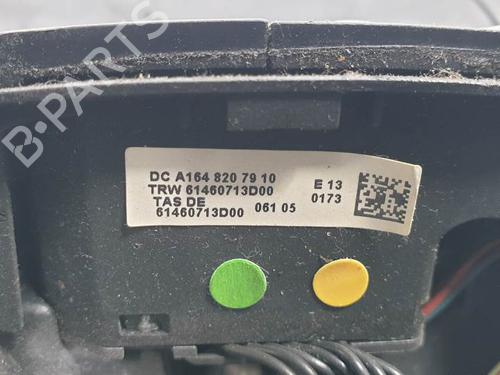 B-PARTS
DC A164 820 79 10
TRW 61460713D00 E 13
TAS DE 0173
61460713D00 061 05